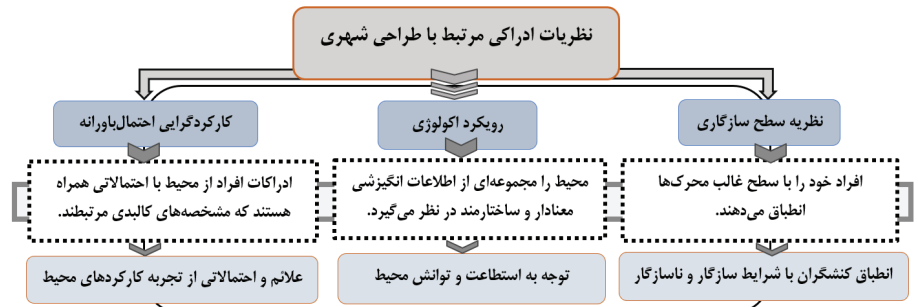 نظریات ادراکی مرتبط با طراحی شهری
نظریه سطح سازگاری
رویکرد اکولوژی
کارکردگرایی احتمال‌باورانه
افراد خود را با سطح غالب محرک‌ها
انطباق می‌دهند.
محیط را مجموعه‌ای از اطلاعات انگیزشی
معنادار و ساختارمند در نظر می‌گیرد.
ادراکات افراد از محیط با احتمالاتی همراه
هستند که مشخصه‌های کالبدی مرتبطند.
انطباق کنشگران با شرایط سازگار و ناسازگار
توجه به استطاعت و توانش محیط
علائم و احتمالاتی از تجربه کارکردهای محیط